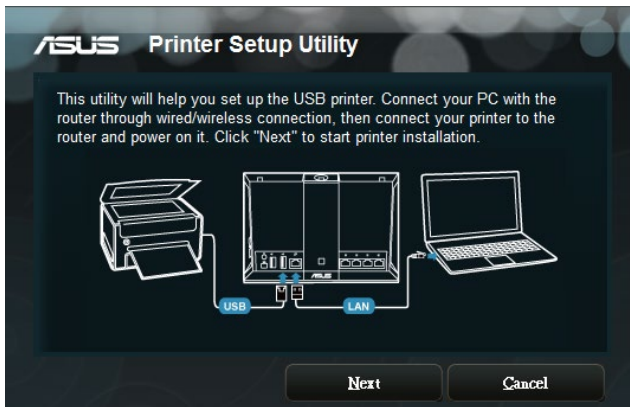 ASUS Printer Setup Utility
This utility will help you set up the USB printer. Connect your PC with the
router through wired/wireless connection, then connect your printer to the
router and power on it. Click "Next" to start printer installation.
ASUS
USB
LAN
Next
Cancel